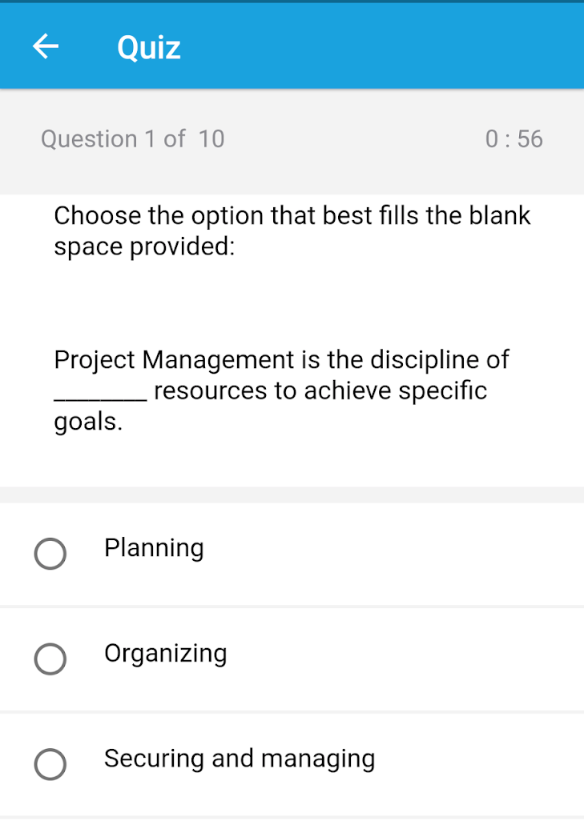 Quiz
Question 1 of 10
0 : 56
Choose the option that best fills the blank
space provided:
Project Management is the discipline of
________ resources to achieve specific
goals.
Planning
Organizing
Securing and managing